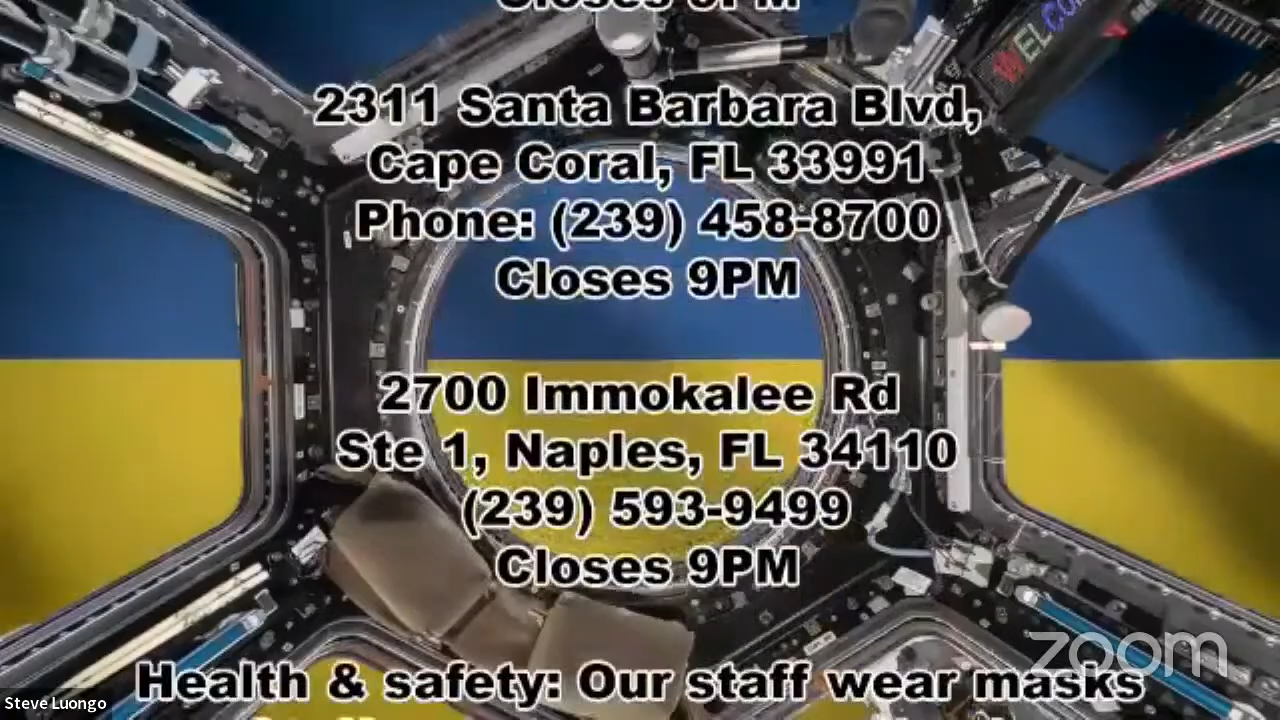 2311 Santa Barbara Blvd,
Cape Coral, FL 33991
Phone: (239) 458-8700
Closes 9PM
2700 Immokalee Rd
Ste 1, Naples, FL 34110
(239) 593-9499
Closes 9PM
Health & safety: Our staff wear masks
zoom
Steve Luongo